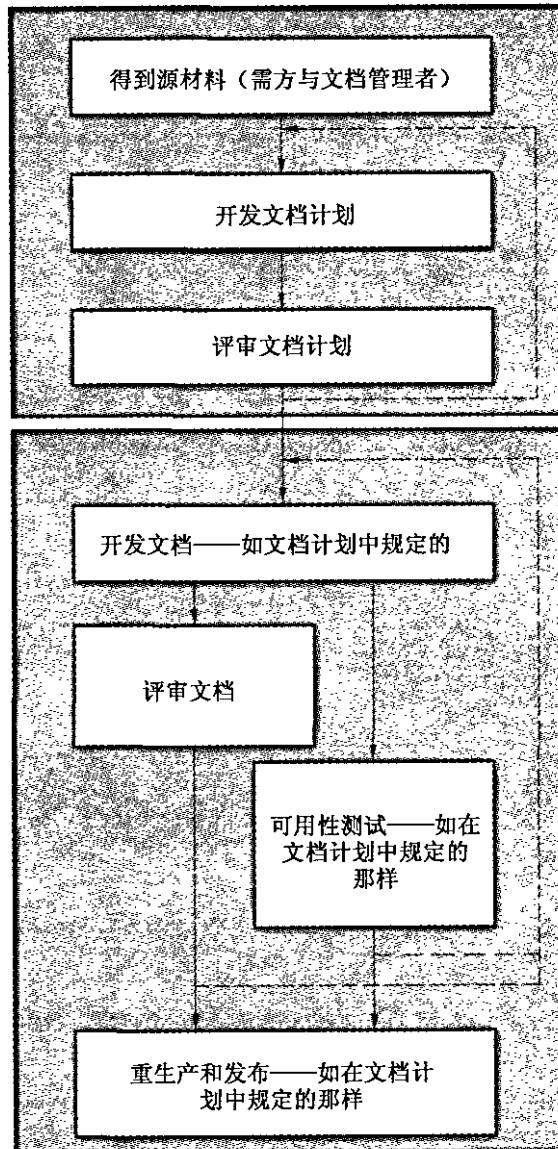 得到源材料（需方与文档管理者）
开发文档计划
评审文档计划
开发文档——如文档计划中规定的
评审文档
可用性测试——如在
文档计划中规定的
那样
重生产和发布——如在文档计
划中规定的那样